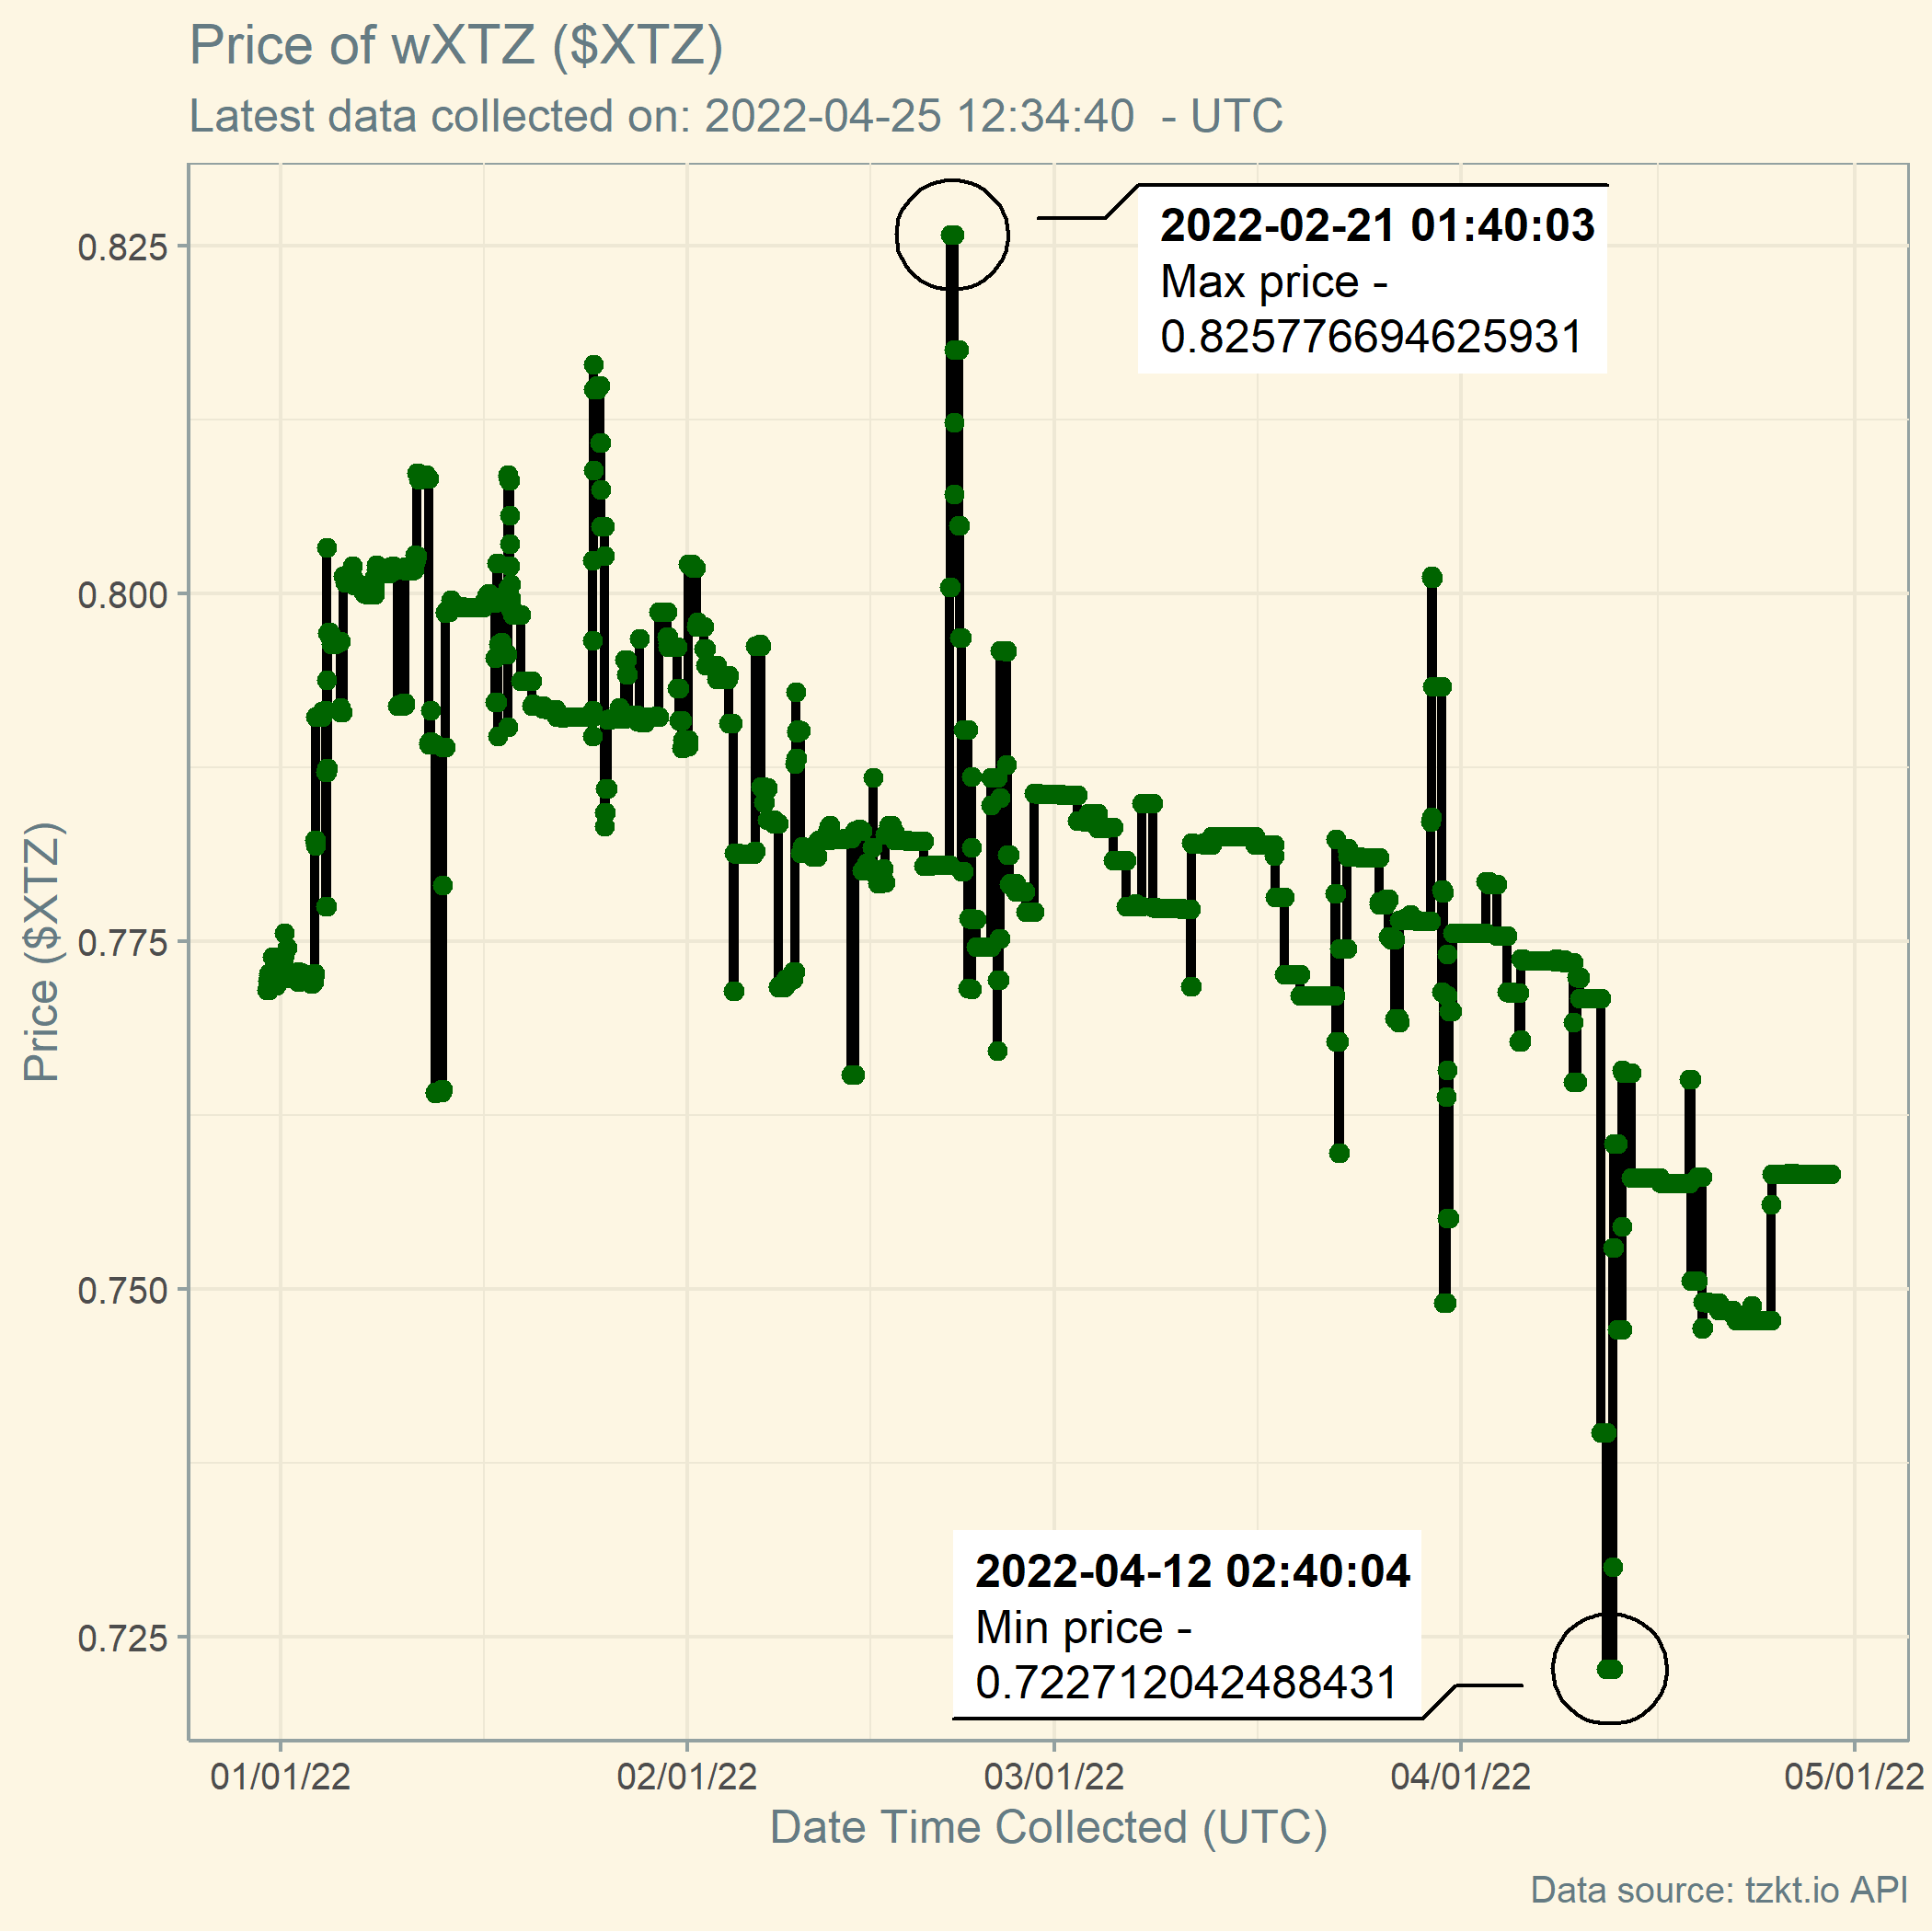 Price of wXTZ ($XTZ)
Latest data collected on: 2022-04-25 12:34:40  - UTC
2022-02-21 01:40:03
Max price -
0.825776694625931
0.825
0.800
0.775
0.750
0.725
Price ($XTZ)
2022-04-12 02:40:04
Min price -
0.722712042488431
01/01/22 02/01/22 03/01/22 04/01/22 05/01/22
Date Time Collected (UTC)
Data source: tzkt.io API